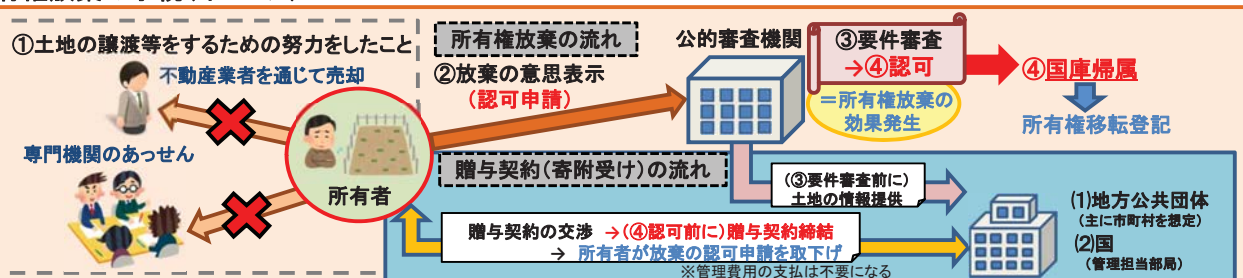 ①土地の譲渡等をするための努力をしたこと
不動産業者を通じて売却
専門機関のあっせん
所有者
所有権放棄の流れ
②放棄の意思表示
(認可申請)
公的審査機関
③要件審査
→④認可
=所有権放棄の
効果発生
④国庫帰属
所有権移転登記
贈与契約(寄附受け)の流れ
(③要件審査前に)
土地の情報提供
贈与契約の交渉 →(④認可前に)贈与契約締結
→ 所有者が放棄の認可申請を取下げ
※管理費用の支払は不要になる
(1)地方公共団体
(主に市町村を想定)
(2)国
(管理担当部局)